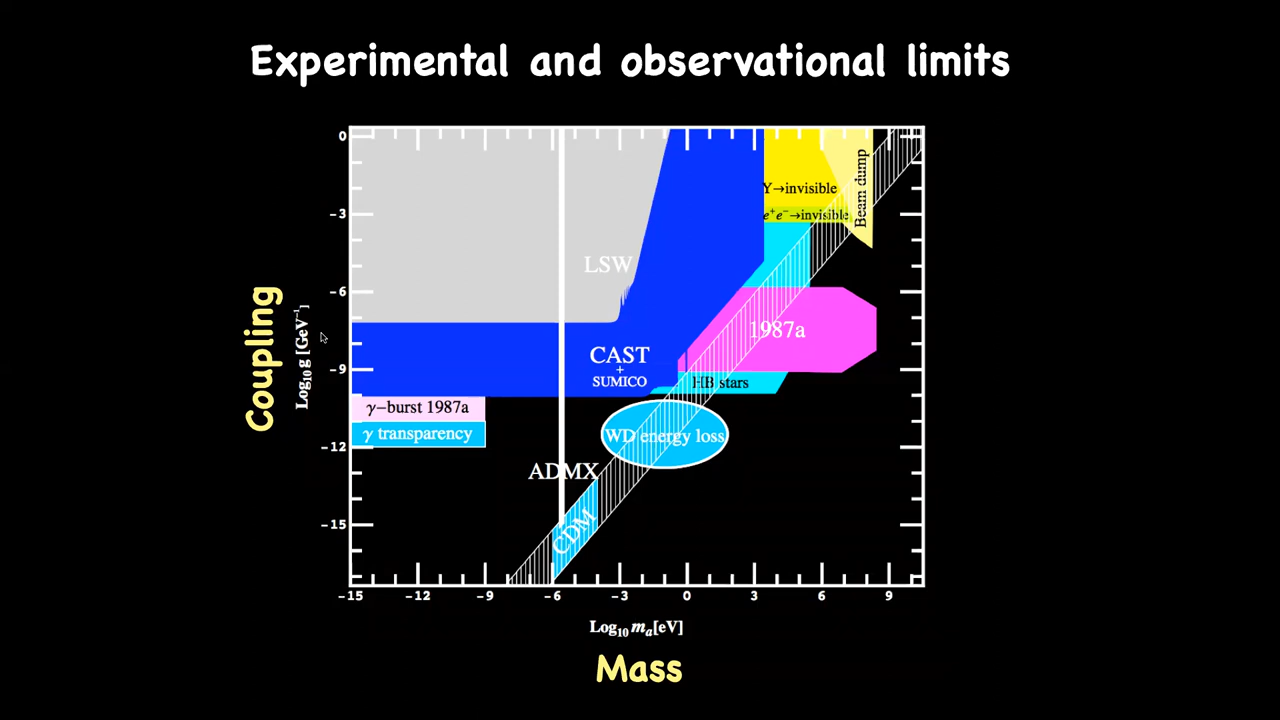 Experimental and observational limits
Coupling
Log₁₀ g [GeV⁻¹]
0
-3
-6
-9
-12
-15
LSW
CAST
+
SUMICO
γ-burst 1987a
γ transparency
ADMX
CDM
WD energy loss
HB stars
1987a
Υ→invisible
e⁺e⁻→invisible
Beam dump
-15 -12 -9 -6 -3 0 3 6 9
Log₁₀ mₐ[eV]
Mass